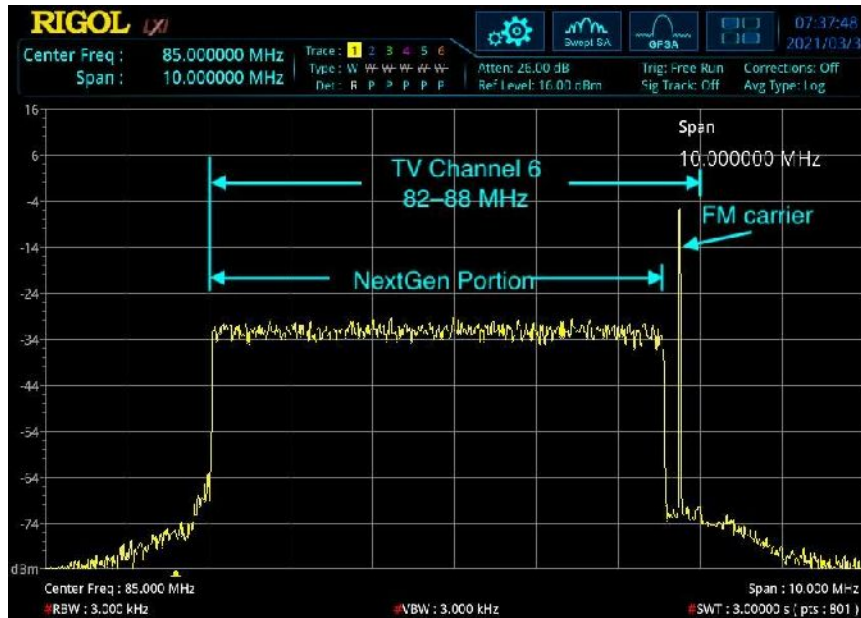 RIGOL LXI
Center Freq : 85.000000 MHz
Span : 10.000000 MHz
Trace : 1 2 3 4 5 6
Type : W W W W W W
Det : R P P P P P
Swept SA
GPSA
07:37:48
2021/03/3
Atten: 26.00 dB
Ref Level: 16.00 dBm
Trig: Free Run
Sig Track: Off
Corrections: Off
Avg Type: Log
Span
10.000000 MHz
TV Channel 6
82–88 MHz
FM carrier
NextGen Portion
16
6
-4
-14
-24
-34
-44
-54
-64
-74
dBm
Center Freq : 85.000 MHz
Span : 10.000 MHz
#RBW : 3.000 kHz
#VBW : 3.000 kHz
#SWT : 3.00000 s ( pts : 801 )